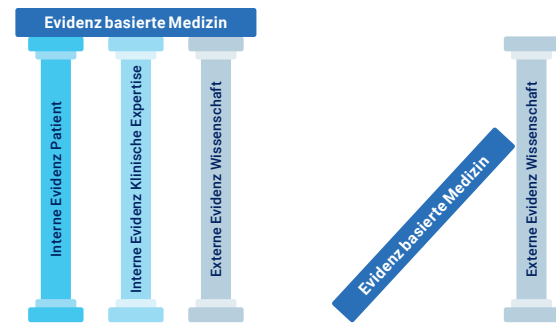 Evidenz basierte Medizin
Interne Evidenz Patient
Interne Evidenz Klinische Expertise
Externe Evidenz Wissenschaft
Evidenz basierte Medizin
Externe Evidenz Wissenschaft